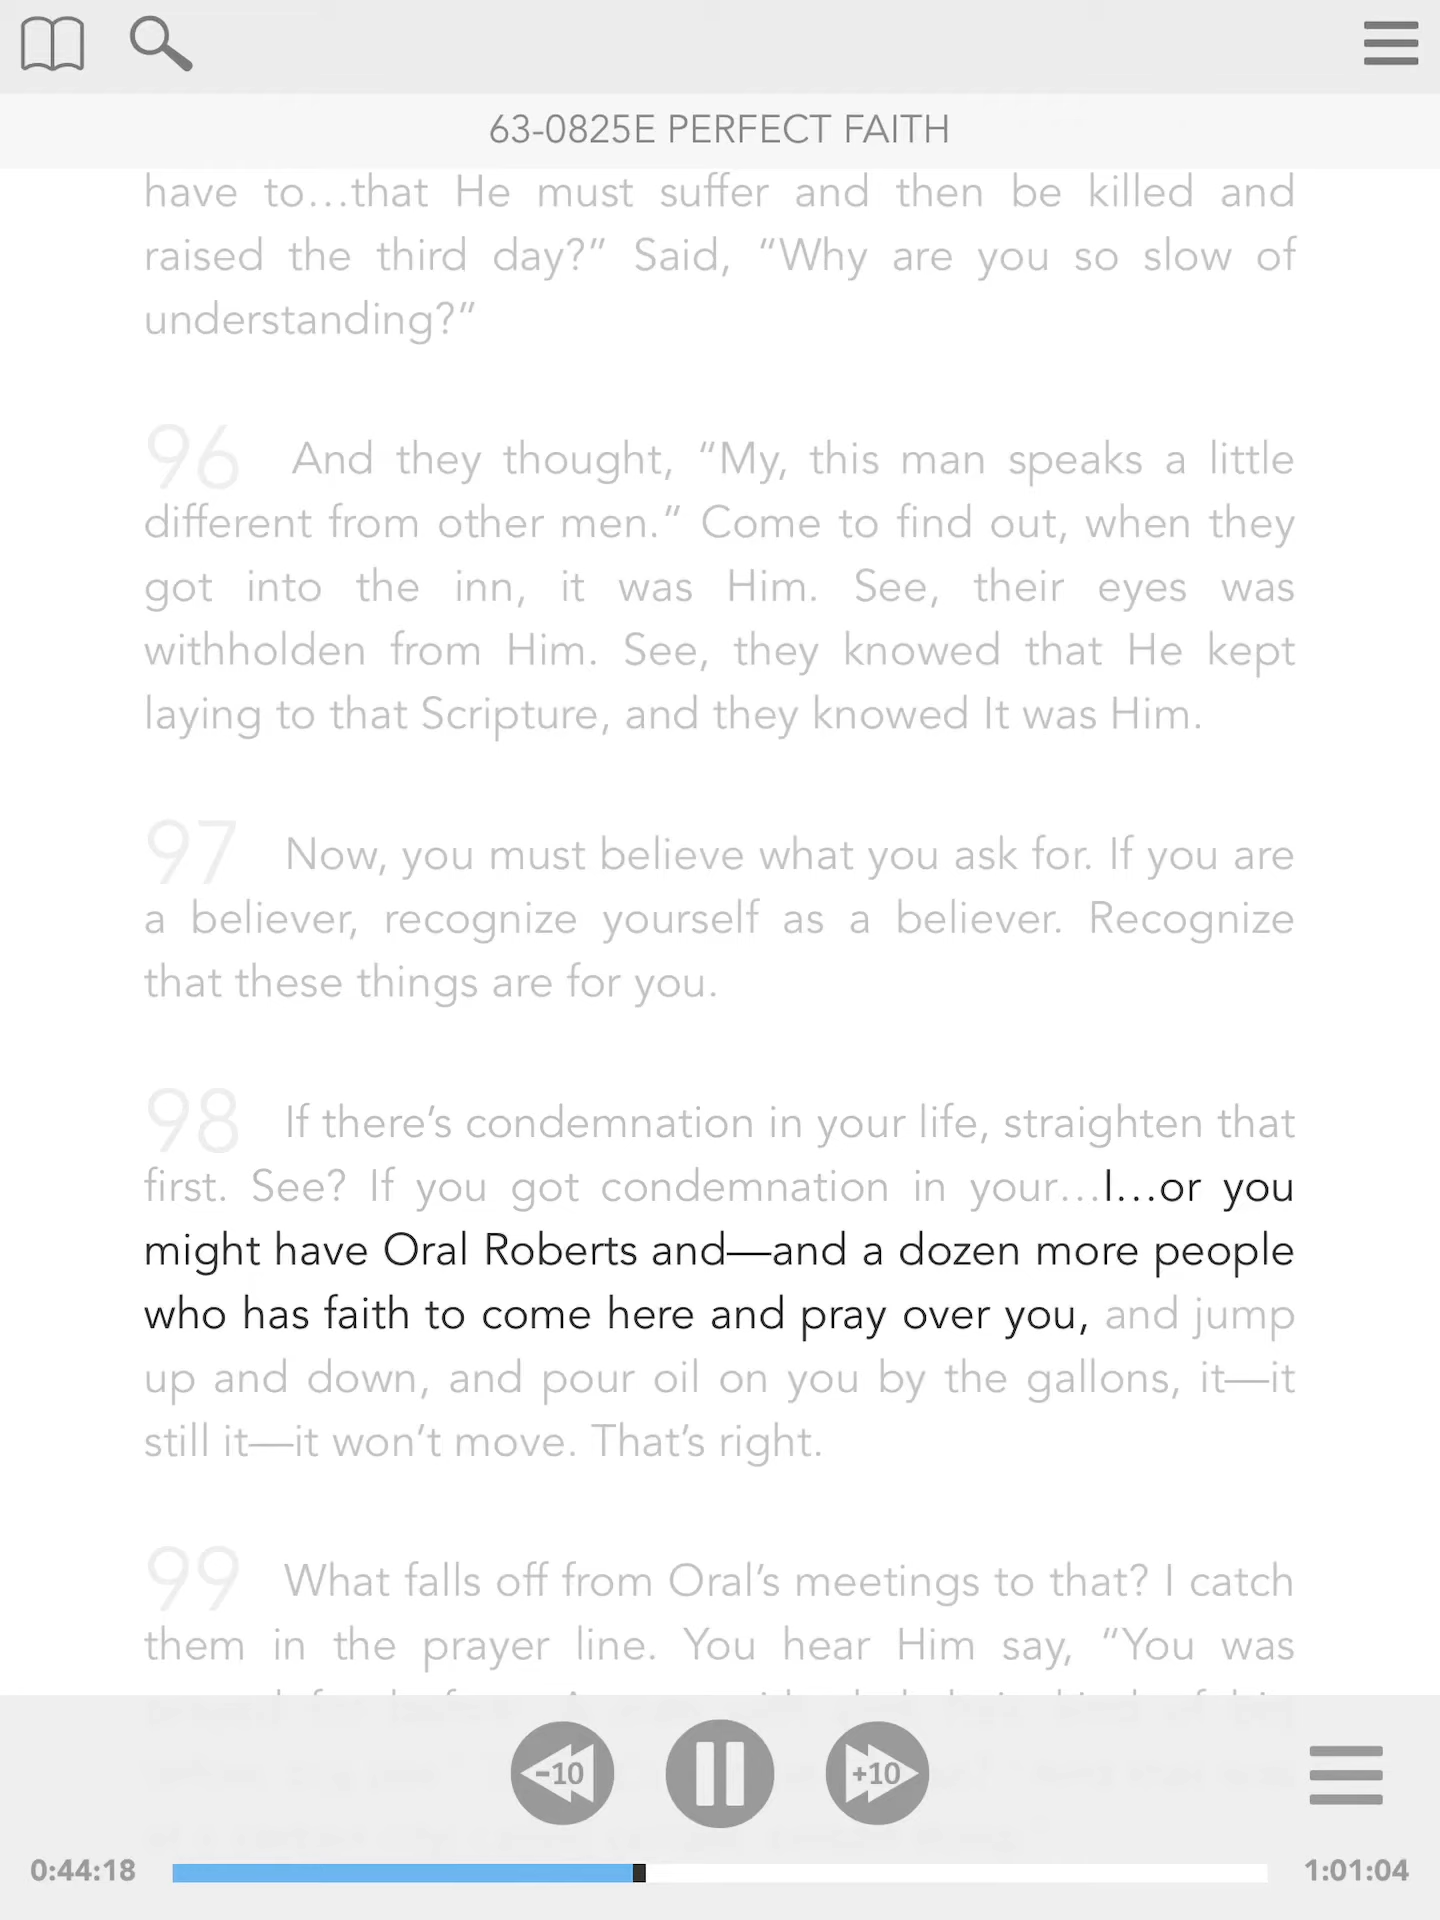 63-0825E PERFECT FAITH
have to…that He must suffer and then be killed and
raised the third day?” Said, “Why are you so slow of
understanding?”
96 And they thought, “My, this man speaks a little
different from other men.” Come to find out, when they
got into the inn, it was Him. See, their eyes was
withholden from Him. See, they knowed that He kept
laying to that Scripture, and they knowed It was Him.
97 Now, you must believe what you ask for. If you are
a believer, recognize yourself as a believer. Recognize
that these things are for you.
98 If there’s condemnation in your life, straighten that
first. See? If you got condemnation in your…I…or you
might have Oral Roberts and—and a dozen more people
who has faith to come here and pray over you, and jump
up and down, and pour oil on you by the gallons, it—it
still it—it won’t move. That’s right.
99 What falls off from Oral’s meetings to that? I catch
them in the prayer line. You hear Him say, “You was
-10 +10
0:44:18 1:01:04